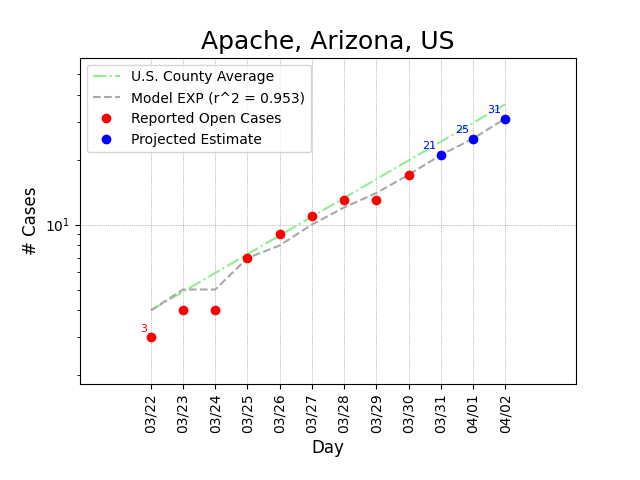 Apache, Arizona, US
U.S. County Average
Model EXP (r^2 = 0.953)
Reported Open Cases
Projected Estimate
31
25
21
3
# Cases
10^1
03/22
03/23
03/24
03/25
03/26
03/27
03/28
03/29
03/30
03/31
04/01
04/02
Day